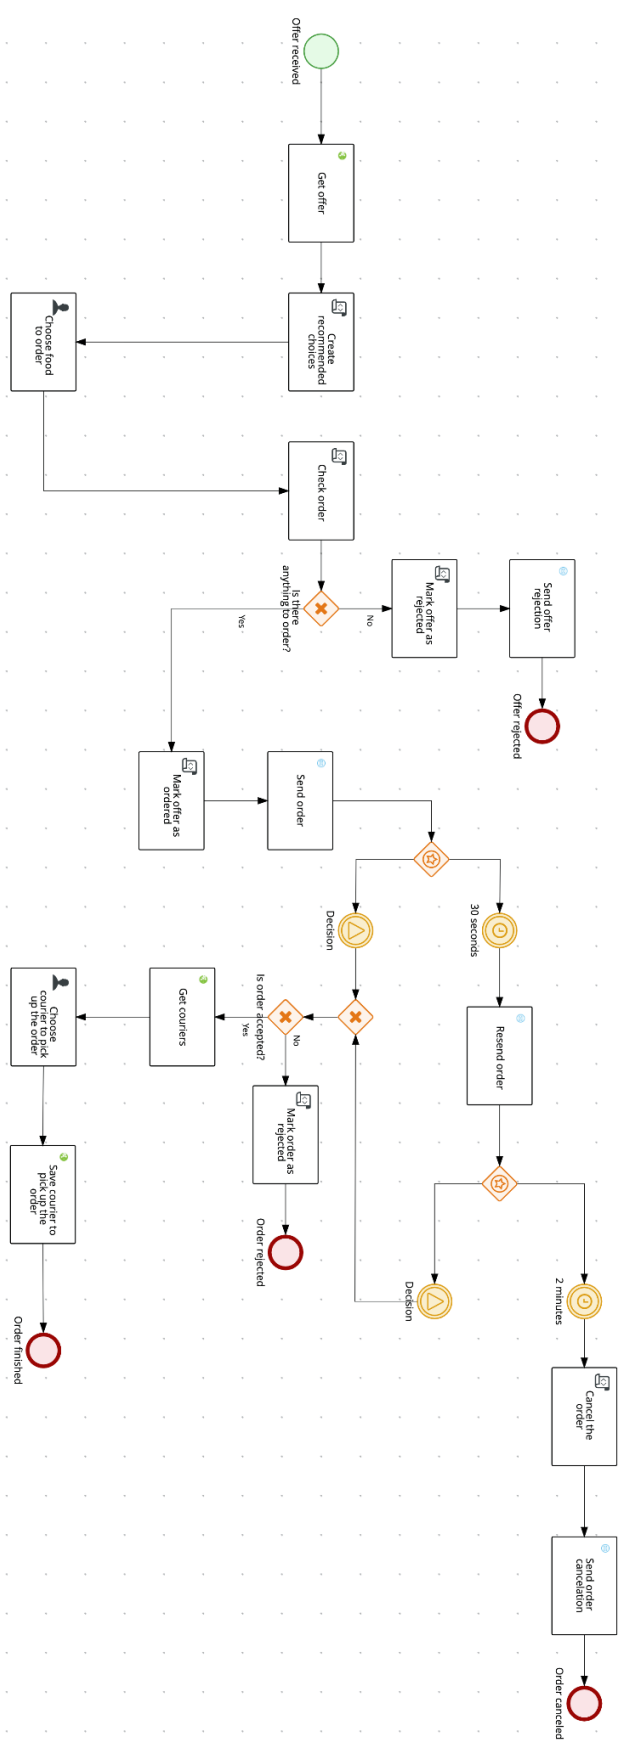 Offer received
Get offer
Create
recommended
choices
Choose food
to order
Check order
Is there
anything to order?
No
Yes
Mark offer as
rejected
Send offer
rejection
Offer rejected
Mark offer as
ordered
Send order
30 seconds
Decision
Resend order
Is order accepted?
No
Yes
Get couriers
Choose
courier to pick
up the order
Mark order as
rejected
Order rejected
Save courier to
pick up the
order
Order finished
Decision
2 minutes
Cancel the
order
Send order
cancelation
Order canceled